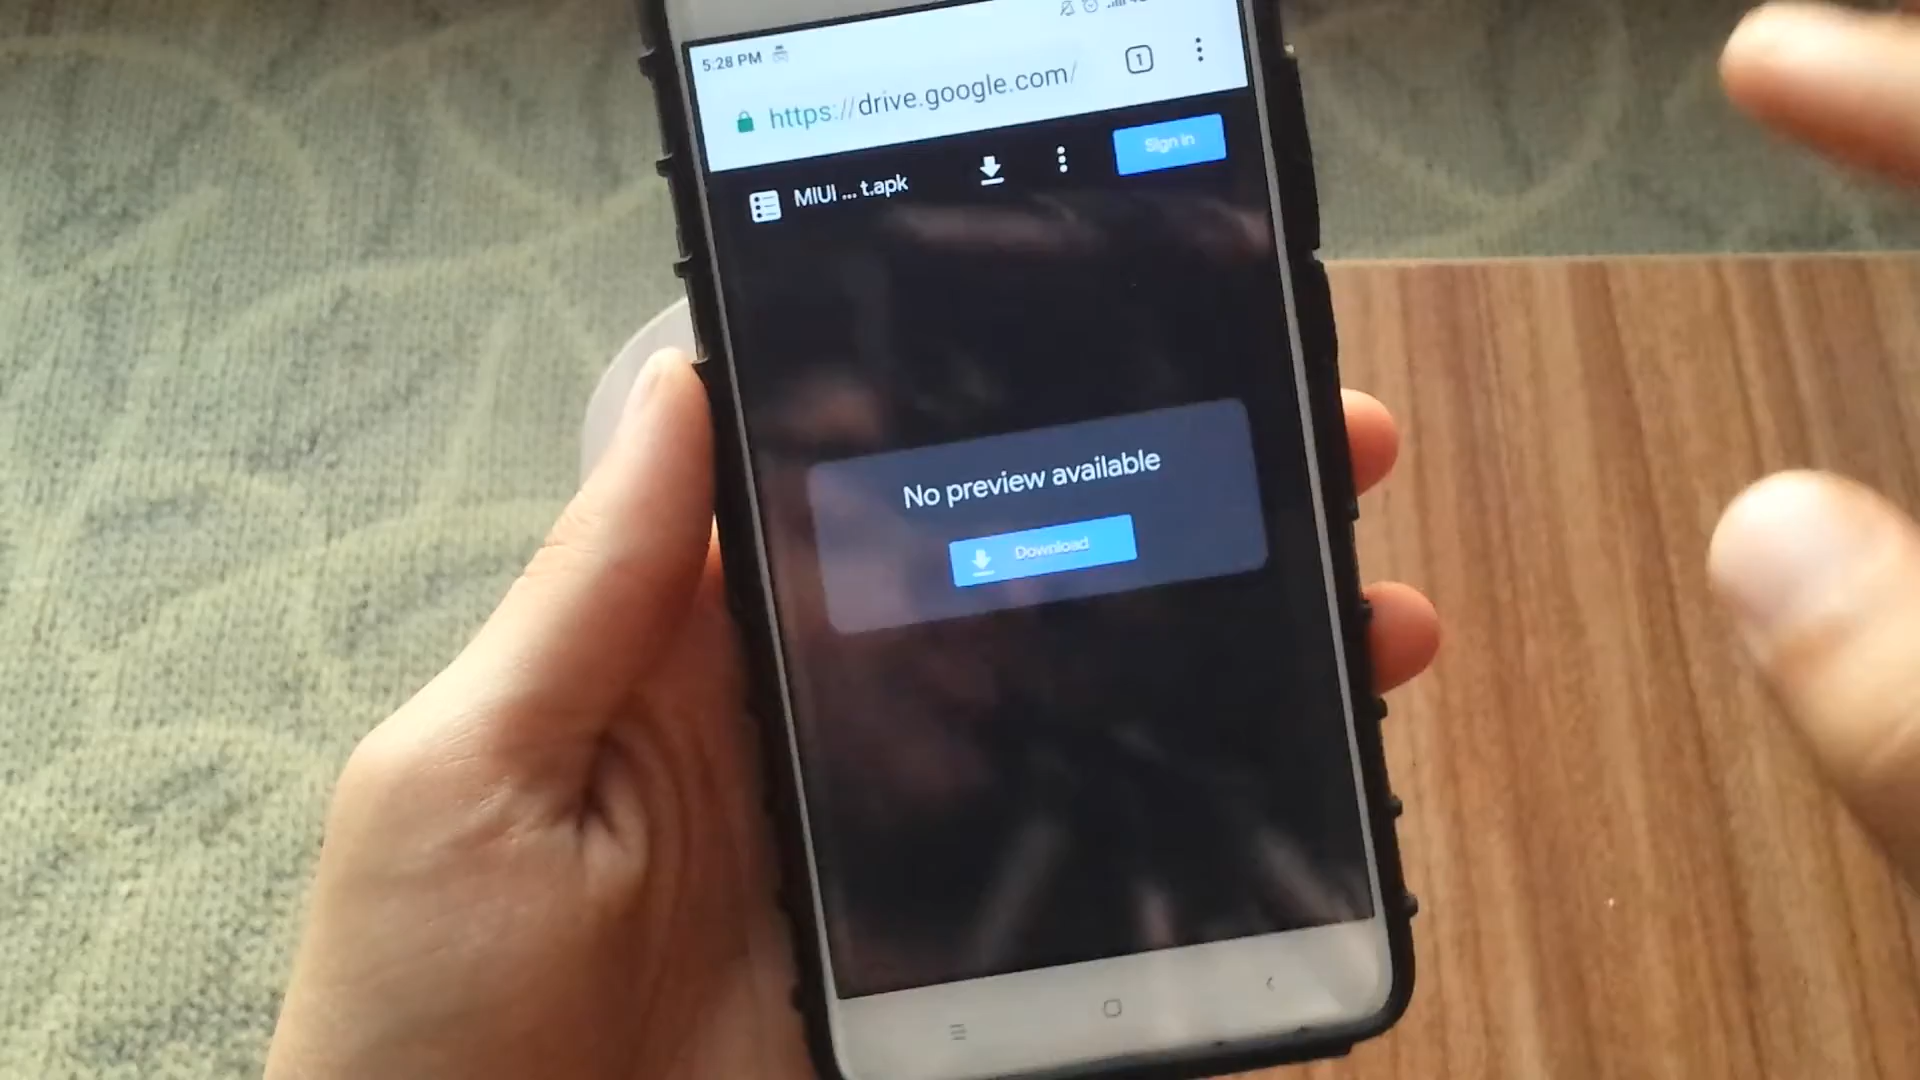 5:28 PM
https://drive.google.com/
1
MIUI ... t.apk
Sign in
No preview available
Download